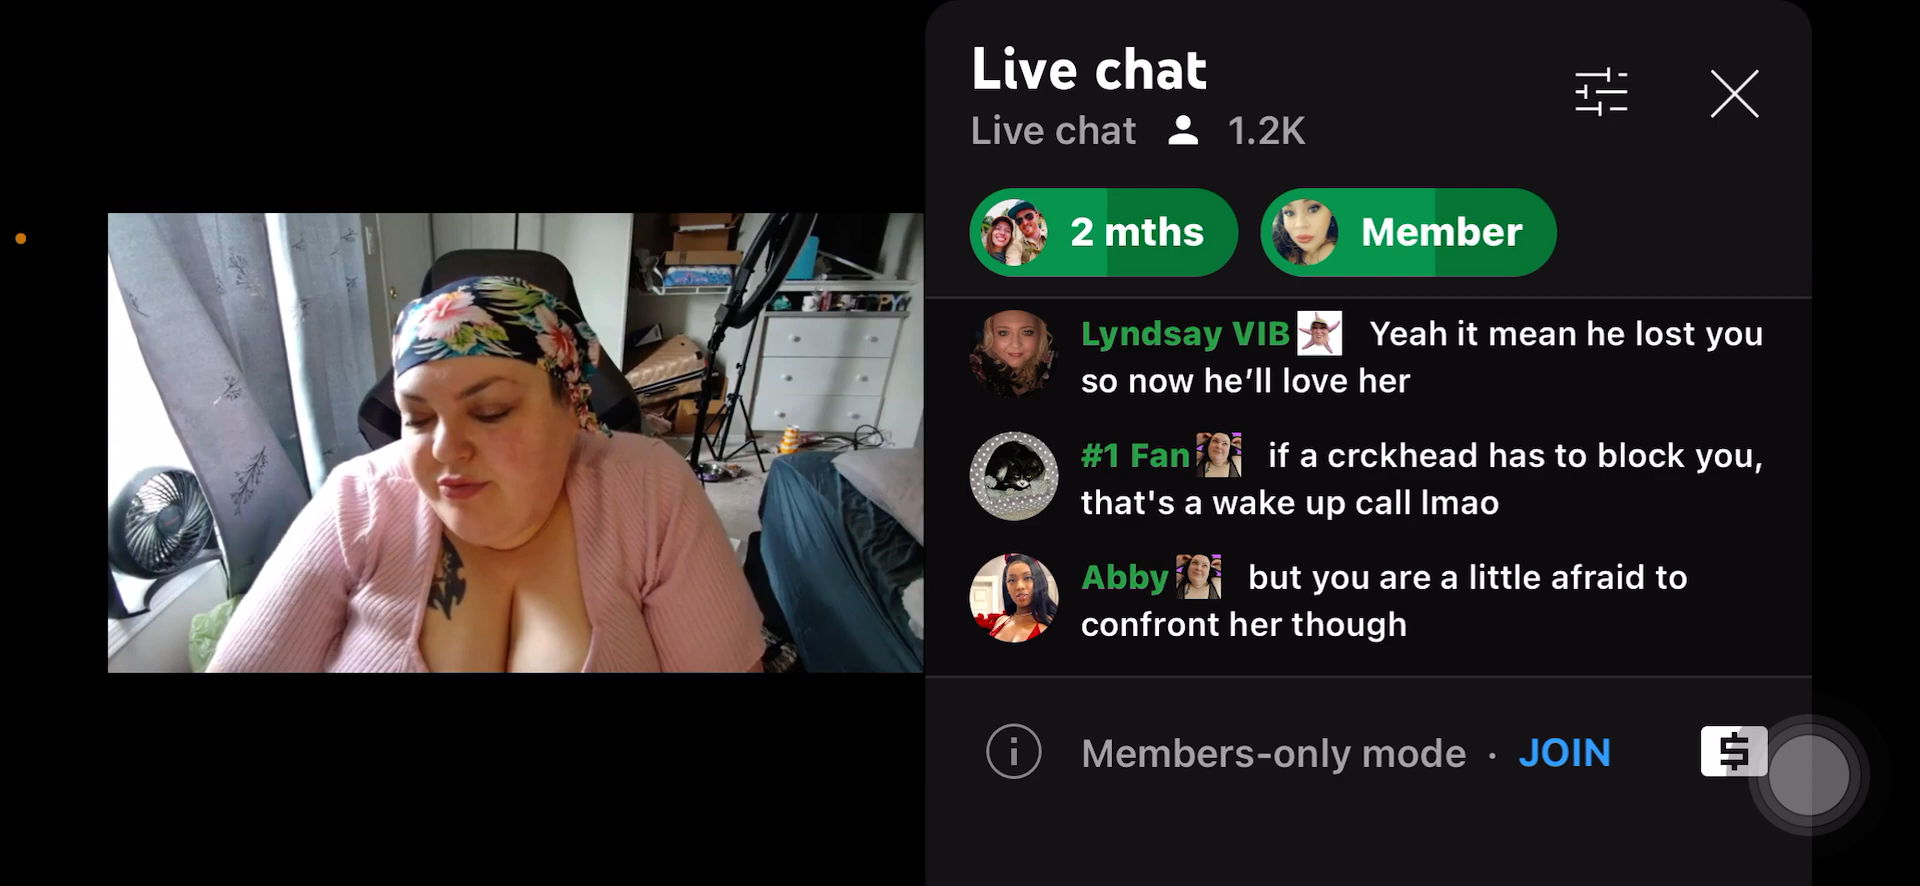 Live chat
Live chat 1.2K
2 mths Member
Lyndsay VIB Yeah it mean he lost you
so now he’ll love her
#1 Fan if a crckhead has to block you,
that's a wake up call lmao
Abby but you are a little afraid to
confront her though
Members-only mode · JOIN